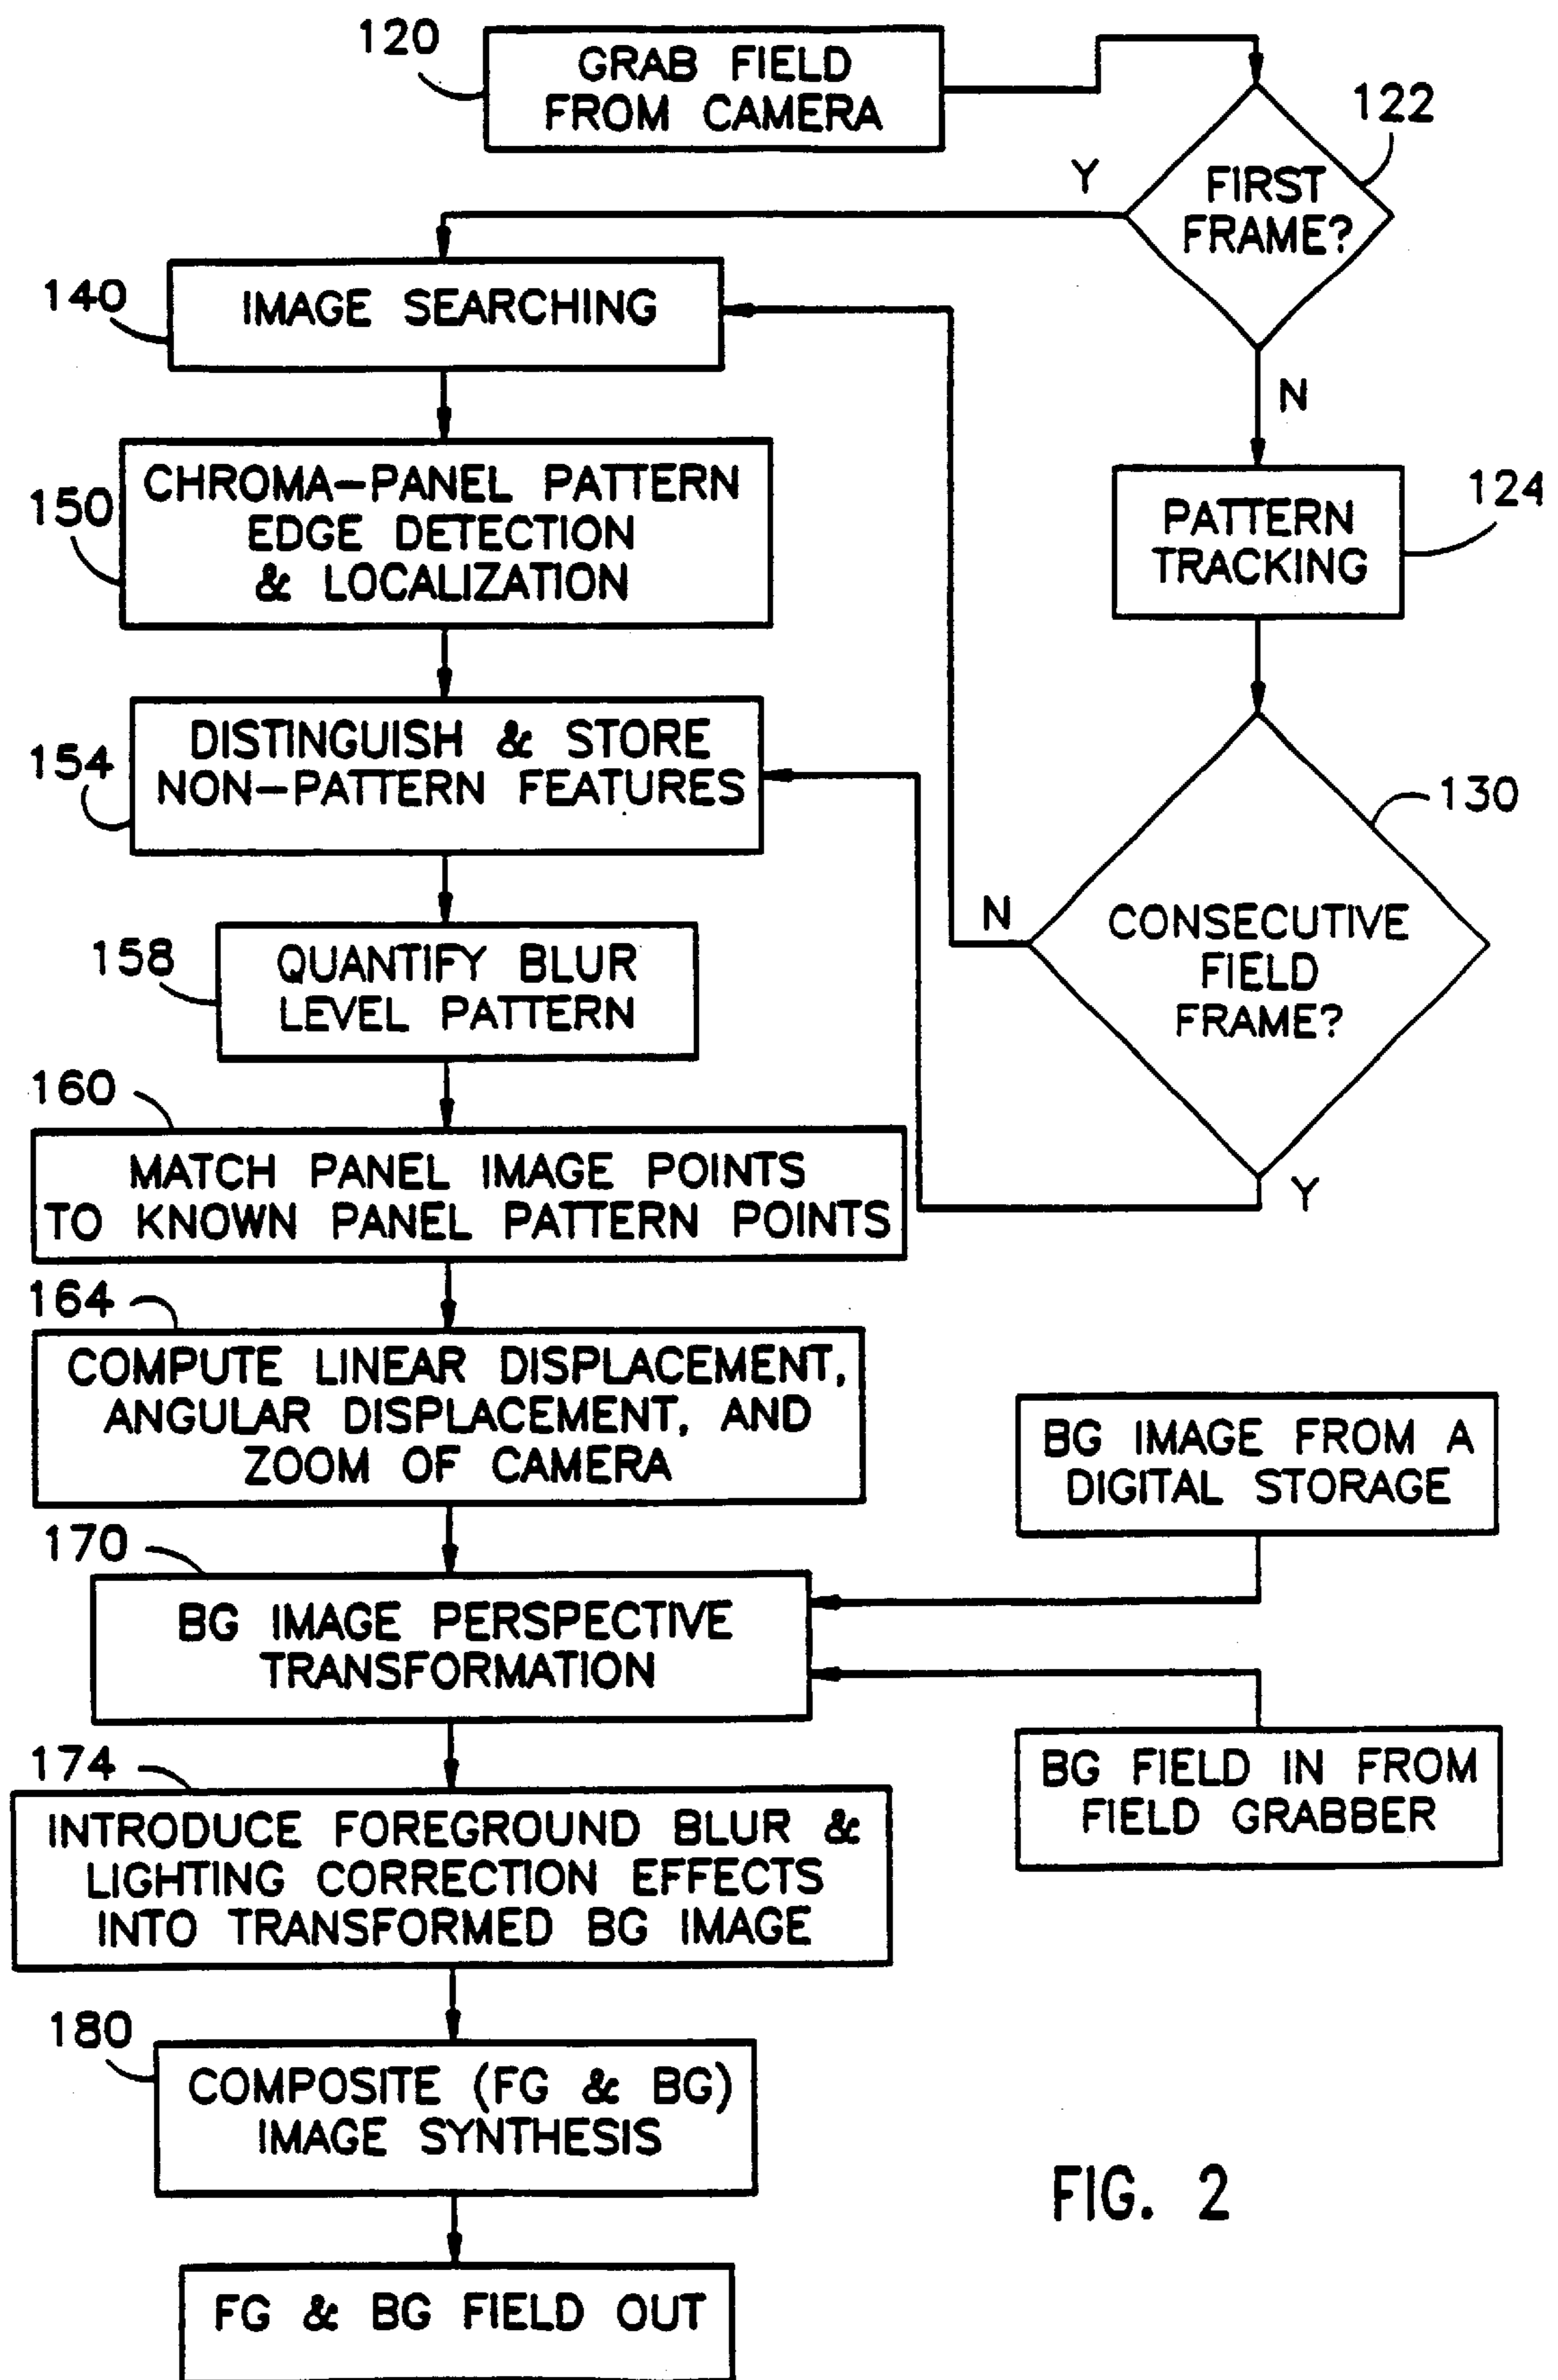 120
GRAB FIELD
FROM CAMERA
122
FIRST
FRAME?
Y
N
140
IMAGE SEARCHING
124
PATTERN
TRACKING
150
CHROMA-PANEL PATTERN
EDGE DETECTION
& LOCALIZATION
154
DISTINGUISH & STORE
NON-PATTERN FEATURES
130
CONSECUTIVE
FIELD
FRAME?
N
Y
158
QUANTIFY BLUR
LEVEL PATTERN
160
MATCH PANEL IMAGE POINTS
TO KNOWN PANEL PATTERN POINTS
164
COMPUTE LINEAR DISPLACEMENT,
ANGULAR DISPLACEMENT, AND
ZOOM OF CAMERA
BG IMAGE FROM A
DIGITAL STORAGE
170
BG IMAGE PERSPECTIVE
TRANSFORMATION
BG FIELD IN FROM
FIELD GRABBER
174
INTRODUCE FOREGROUND BLUR &
LIGHTING CORRECTION EFFECTS
INTO TRANSFORMED BG IMAGE
180
COMPOSITE (FG & BG)
IMAGE SYNTHESIS
FG & BG FIELD OUT
FIG. 2